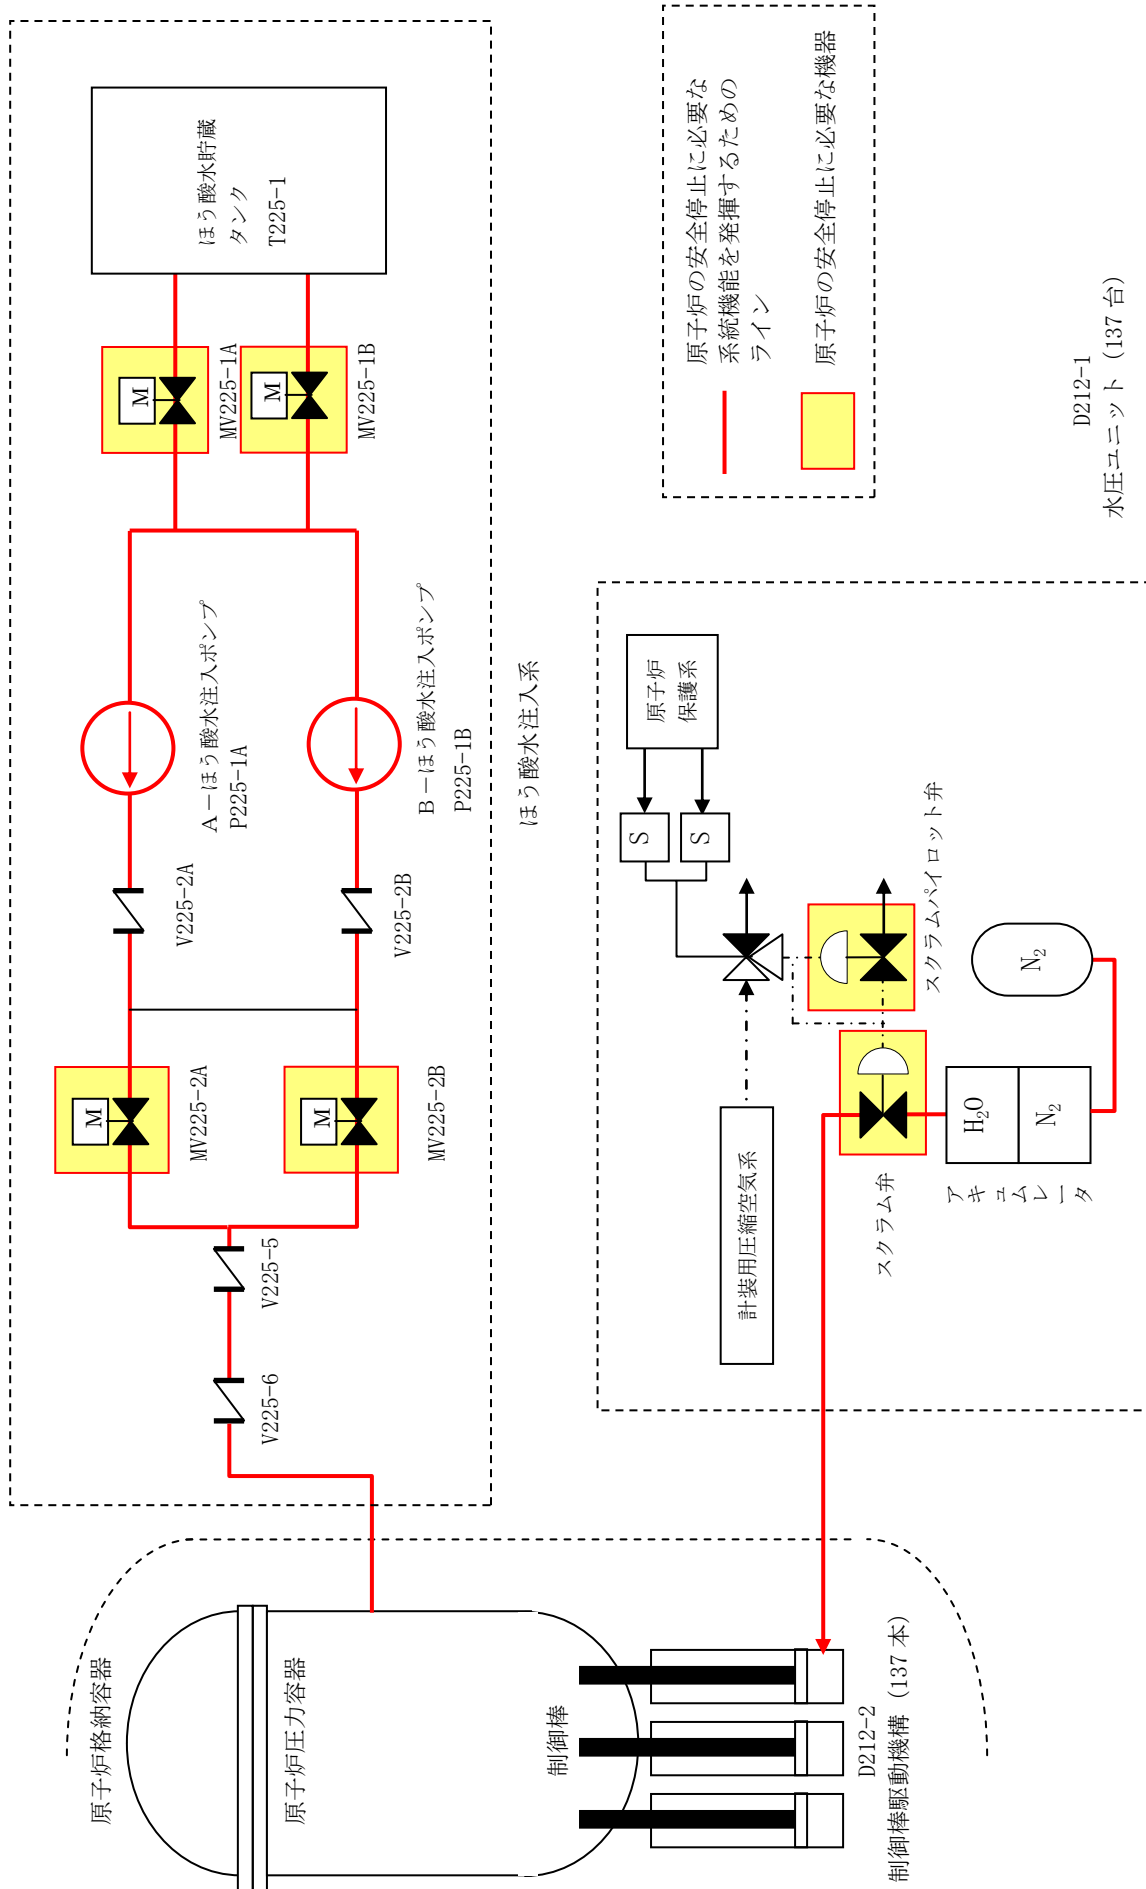 原子炉格納容器
原子炉圧力容器
制御棒
D212-2
制御棒駆動機構（137 本）
V225-6
V225-5
MV225-2A
M
MV225-2B
M
V225-2A
V225-2B
A－ほう酸水注入ポンプ
P225-1A
B－ほう酸水注入ポンプ
P225-1B
MV225-1A
M
MV225-1B
M
ほう酸水貯蔵
タンク
T225-1
ほう酸水注入系
計装用圧縮空気系
スクラム弁
アキュムレータ
H₂O
N₂
N₂
スクラムパイロット弁
S
S
原子炉
保護系
D212-1
水圧ユニット（137 台）
原子炉の安全停止に必要な
系統機能を発揮するための
ライン
原子炉の安全停止に必要な機器